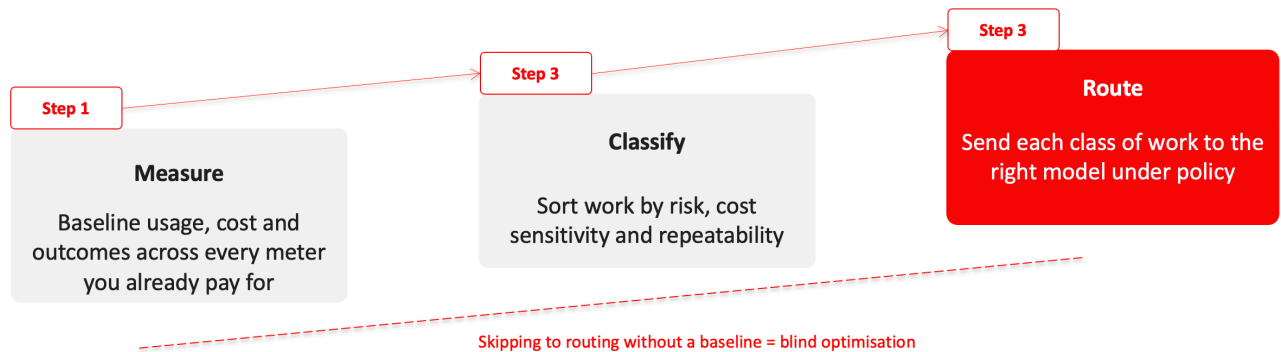 Step 1
Measure
Baseline usage, cost and
outcomes across every meter
you already pay for
Step 3
Classify
Sort work by risk, cost
sensitivity and repeatability
Step 3
Route
Send each class of work to the
right model under policy
Skipping to routing without a baseline = blind optimisation